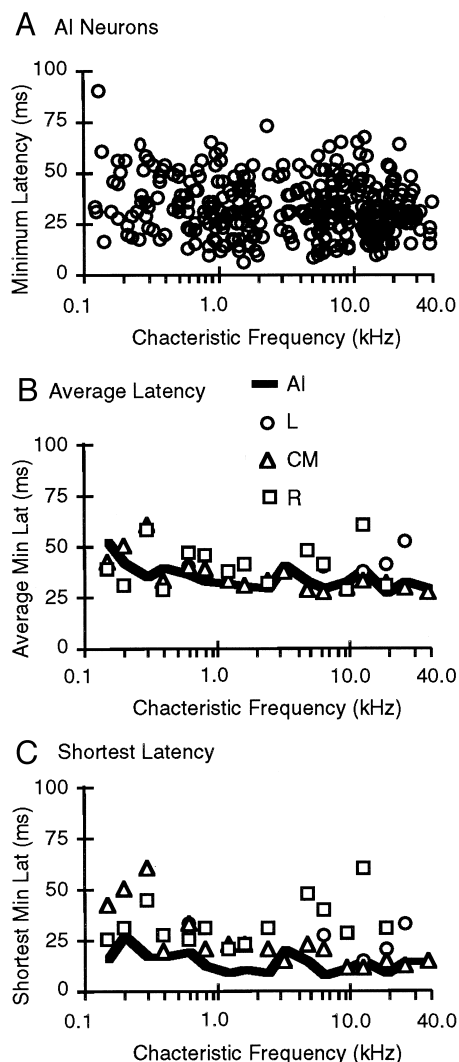 A AI Neurons
100
75
50
25
0
Minimum Latency (ms)
0.1 1.0 10.0 40.0
Chacteristic Frequency (kHz)
B Average Latency
AI
L
CM
R
100
75
50
25
0
Average Min Lat (ms)
0.1 1.0 10.0 40.0
Chacteristic Frequency (kHz)
C Shortest Latency
100
75
50
25
0
Shortest Min Lat (ms)
0.1 1.0 10.0 40.0
Chacteristic Frequency (kHz)